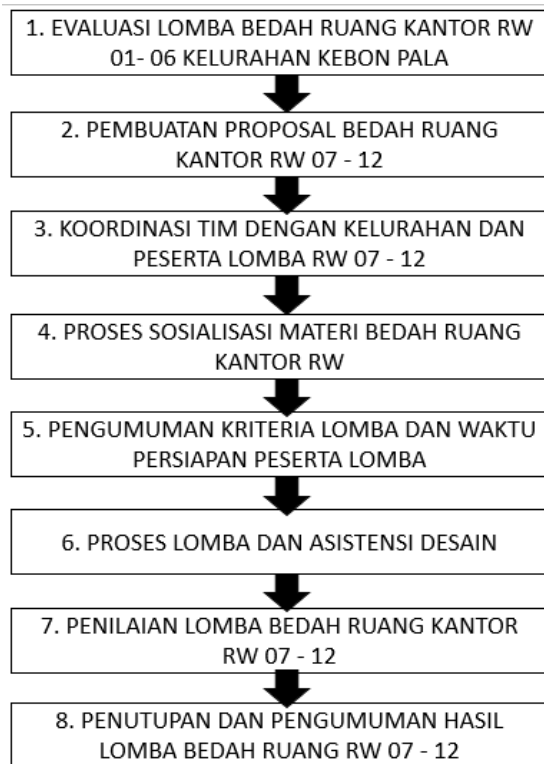 1. EVALUASI LOMBA BEDAH RUANG KANTOR RW
01- 06 KELURAHAN KEBON PALA
2. PEMBUATAN PROPOSAL BEDAH RUANG
KANTOR RW 07 - 12
3. KOORDINASI TIM DENGAN KELURAHAN DAN
PESERTA LOMBA RW 07 - 12
4. PROSES SOSIALISASI MATERI BEDAH RUANG
KANTOR RW
5. PENGUMUMAN KRITERIA LOMBA DAN WAKTU
PERSIAPAN PESERTA LOMBA
6. PROSES LOMBA DAN ASISTENSI DESAIN
7. PENILAIAN LOMBA BEDAH RUANG KANTOR
RW 07 - 12
8. PENUTUPAN DAN PENGUMUMAN HASIL
LOMBA BEDAH RUANG RW 07 - 12